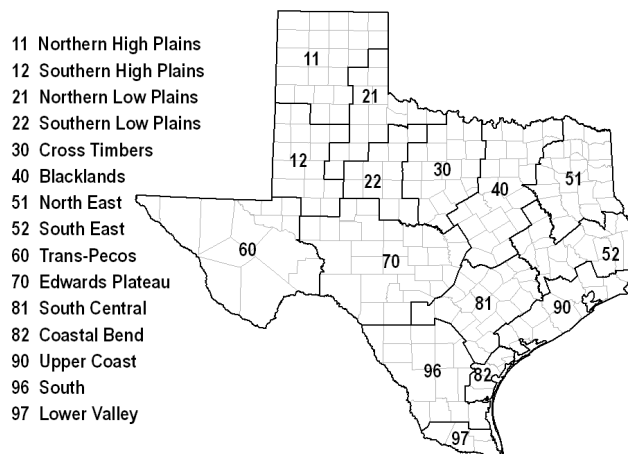 11 Northern High Plains
12 Southern High Plains
21 Northern Low Plains
22 Southern Low Plains
30 Cross Timbers
40 Blacklands
51 North East
52 South East
60 Trans-Pecos
70 Edwards Plateau
81 South Central
82 Coastal Bend
90 Upper Coast
96 South
97 Lower Valley
11
21
12
22
30
40
51
60
70
52
81
90
96
82
97